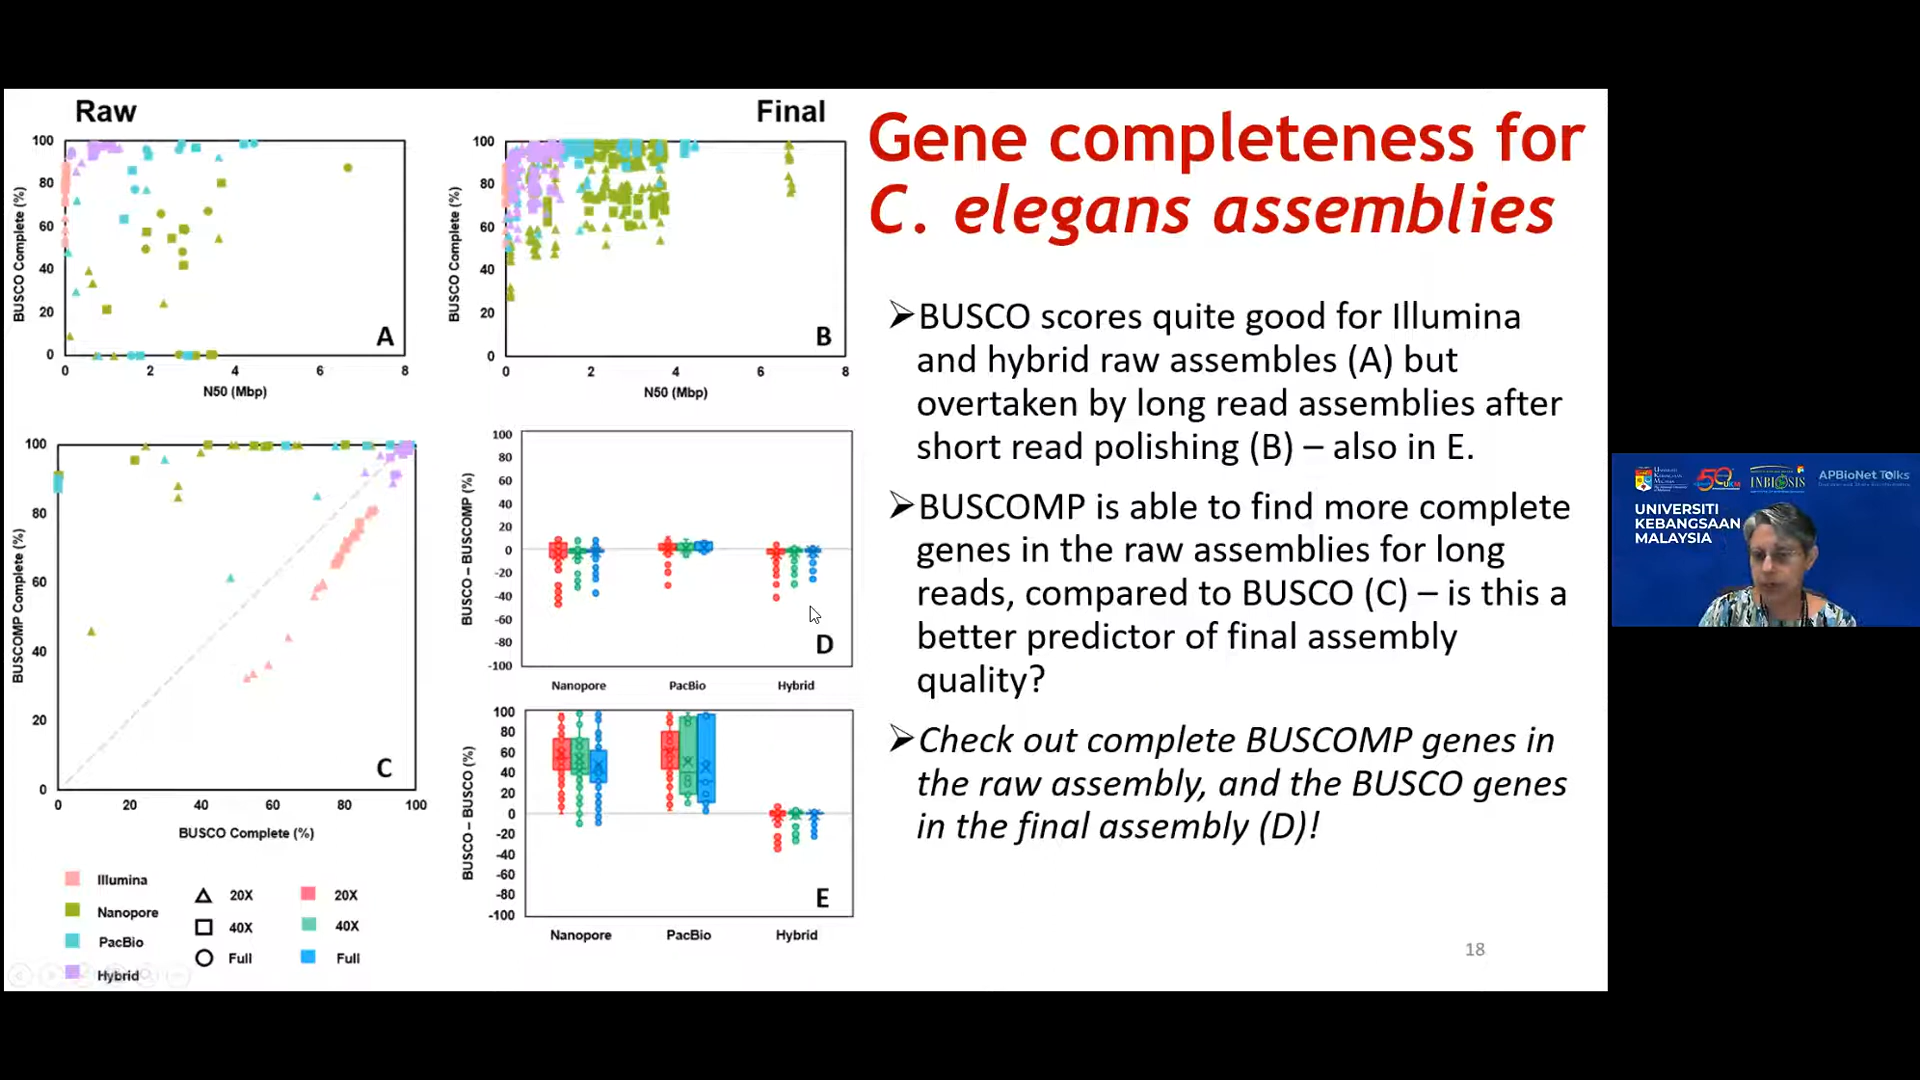 Raw
Final
100
80
60
40
20
0
0 2 4 6 8
BUSCO Complete (%)
N50 (Mbp)
A
100
80
60
40
20
0
0 2 4 6 8
BUSCO Complete (%)
N50 (Mbp)
B
100
80
60
40
20
0
0 20 40 60 80 100
BUSCOMP Complete (%)
BUSCO Complete (%)
C
100
80
60
40
20
0
-20
-40
-60
-80
-100
BUSCO – BUSCOMP (%)
D
Nanopore PacBio Hybrid
100
80
60
40
20
0
-20
-40
-60
-80
-100
BUSCO – BUSCO (%)
E
Nanopore PacBio Hybrid
Illumina
Nanopore
PacBio
Hybrid
20X
40X
Full
20X
40X
Full
Gene completeness for
C. elegans assemblies
➢BUSCO scores quite good for Illumina
and hybrid raw assembles (A) but
overtaken by long read assemblies after
short read polishing (B) – also in E.
➢BUSCOMP is able to find more complete
genes in the raw assemblies for long
reads, compared to BUSCO (C) – is this a
better predictor of final assembly
quality?
➢Check out complete BUSCOMP genes in
the raw assembly, and the BUSCO genes
in the final assembly (D)!
18
50 UKM
INBIOSIS
APBioNet Talks
UNIVERSITI
KEBANGSAAN
MALAYSIA